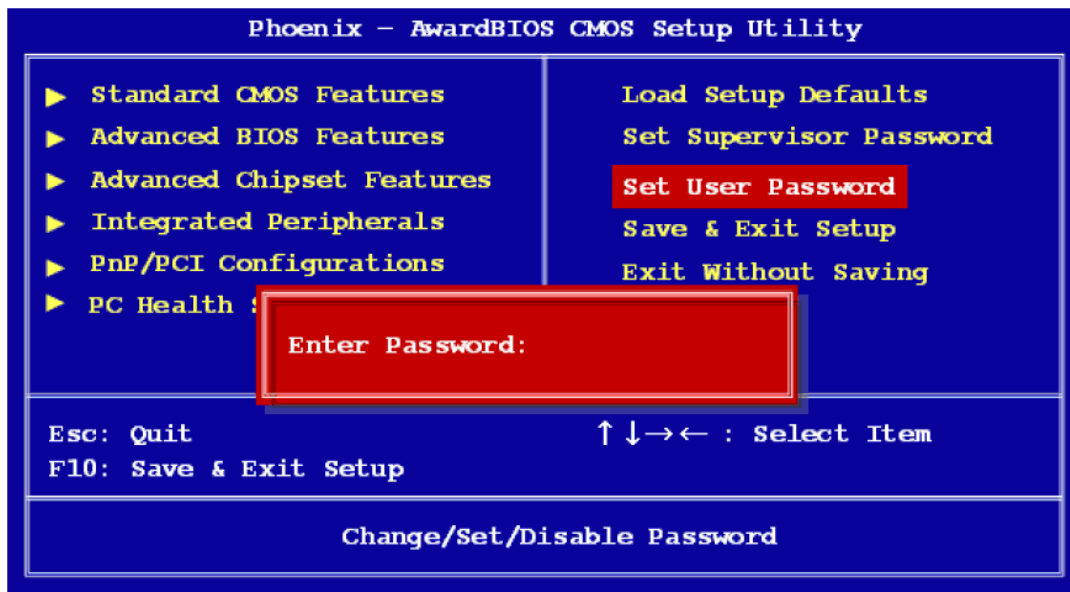 Phoenix — AwardBIOS CMOS Setup Utility
▶ Standard CMOS Features
▶ Advanced BIOS Features
▶ Advanced Chipset Features
▶ Integrated Peripherals
▶ PnP/PCI Configurations
▶ PC Health
Load Setup Defaults
Set Supervisor Password
Set User Password
Save & Exit Setup
Exit Without Saving
Enter Password:
Esc: Quit
F10: Save & Exit Setup
↑↓→← : Select Item
Change/Set/Disable Password